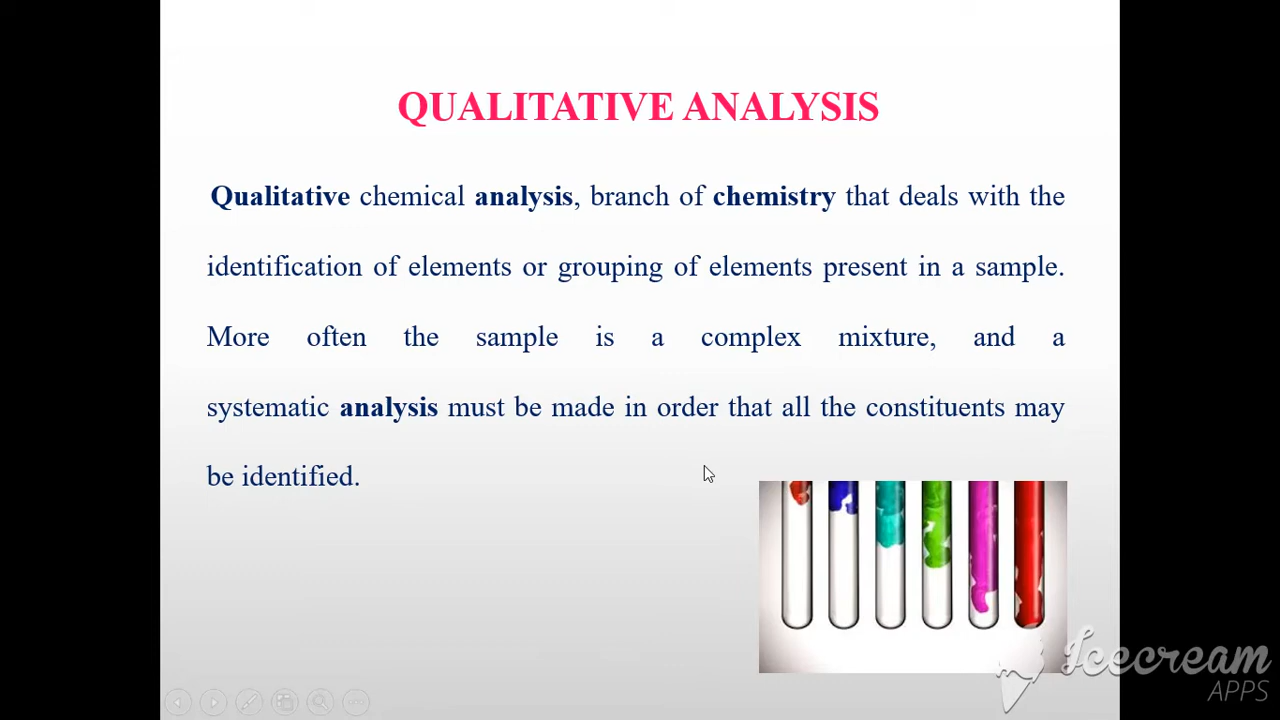 QUALITATIVE ANALYSIS
Qualitative chemical analysis, branch of chemistry that deals with the
identification of elements or grouping of elements present in a sample.
More often the sample is a complex mixture, and a
systematic analysis must be made in order that all the constituents may
be identified.
Icecream
APPS